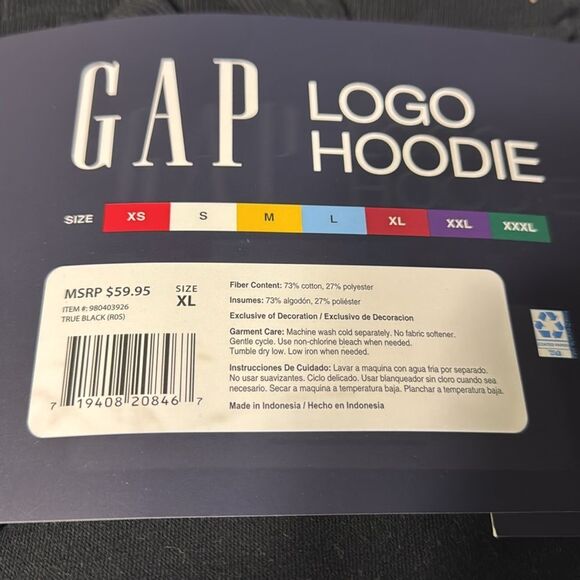 GAP
LOGO
HOODIE
SIZE XS S M L XL XXL XXXL
MSRP $59.95
SIZE
XL
ITEM #: 980403926
TRUE BLACK (R05)
7 19408 20846 7
Fiber Content: 73% cotton, 27% polyester
Insumes: 73% algodón, 27% poliéster
Exclusive of Decoration / Exclusivo de Decoracion
Garment Care: Machine wash cold separately. No fabric softener.
Gentle cycle. Use non-chlorine bleach when needed.
Tumble dry low. Low iron when needed.
Instrucciones De Cuidado: Lavar a maquina con agua fria por separado.
No usar suavizantes. Ciclo delicado. Usar blanqueador sin cloro cuando sea
necesario. Secar a maquina a temperatura baja. Planchar a temperatura baja.
Made in Indonesia / Hecho en Indonesia